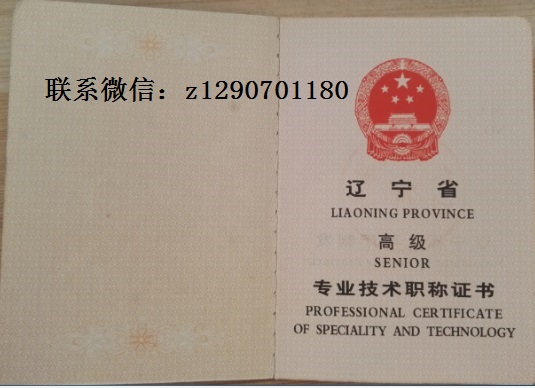 联系微信：z1290701180
辽宁省
LIAONING PROVINCE
高级
SENIOR
专业技术职称证书
PROFESSIONAL CERTIFICATE
OF SPECIALITY AND TECHNOLOGY